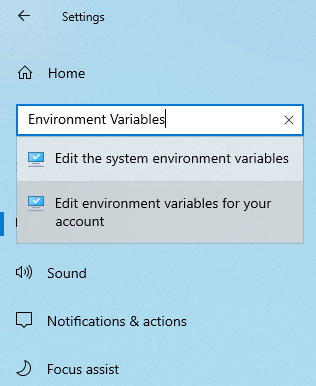 Settings
Home
Environment Variables
Edit the system environment variables
Edit environment variables for your
account
Sound
Notifications & actions
Focus assist